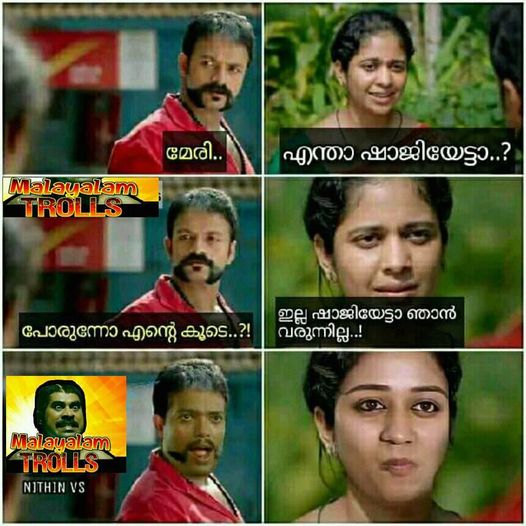 മേരി..
എന്താ ഷാജിയേട്ടാ..?
Malayalam
TROLLS
പോരുന്നോ എന്റെ കൂടെ..?!
ഇല്ല ഷാജിയേട്ടാ ഞാൻ
വരുന്നില്ല..!
Malayalam
TROLLS
NITHIN VS